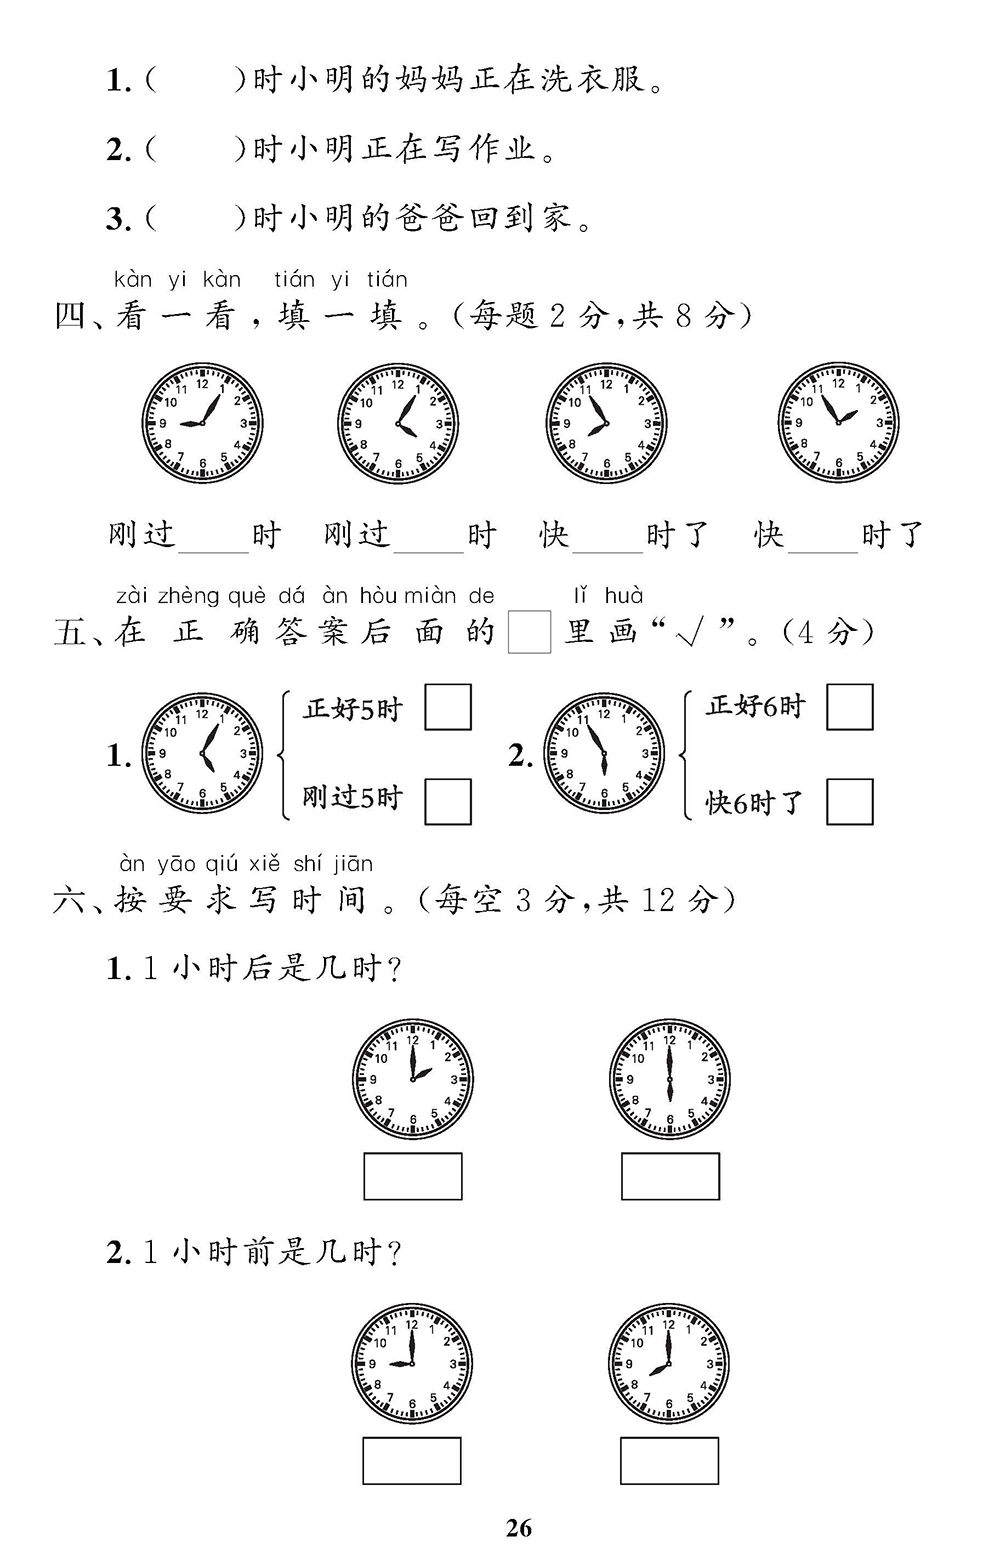 1.（　　）时小明的妈妈正在洗衣服。
2.（　　）时小明正在写作业。
3.（　　）时小明的爸爸回到家。
kàn yi kàn tián yi tián
四、看一看，填一填。（每题2分，共8分）
12 1 2 3 4 5 6 7 8 9 10 11
12 1 2 3 4 5 6 7 8 9 10 11
12 1 2 3 4 5 6 7 8 9 10 11
12 1 2 3 4 5 6 7 8 9 10 11
刚过____时 刚过____时 快____时了 快____时了
zài zhèng què dá àn hòu miàn de lǐ huà
五、在正确答案后面的□里画“√”。（4分）
1.
12 1 2 3 4 5 6 7 8 9 10 11
正好5时 □
刚过5时 □
2.
12 1 2 3 4 5 6 7 8 9 10 11
正好6时 □
快6时了 □
àn yāo qiú xiě shí jiān
六、按要求写时间。（每空3分，共12分）
1. 1小时后是几时?
12 1 2 3 4 5 6 7 8 9 10 11
12 1 2 3 4 5 6 7 8 9 10 11
2. 1小时前是几时?
12 1 2 3 4 5 6 7 8 9 10 11
12 1 2 3 4 5 6 7 8 9 10 11
26